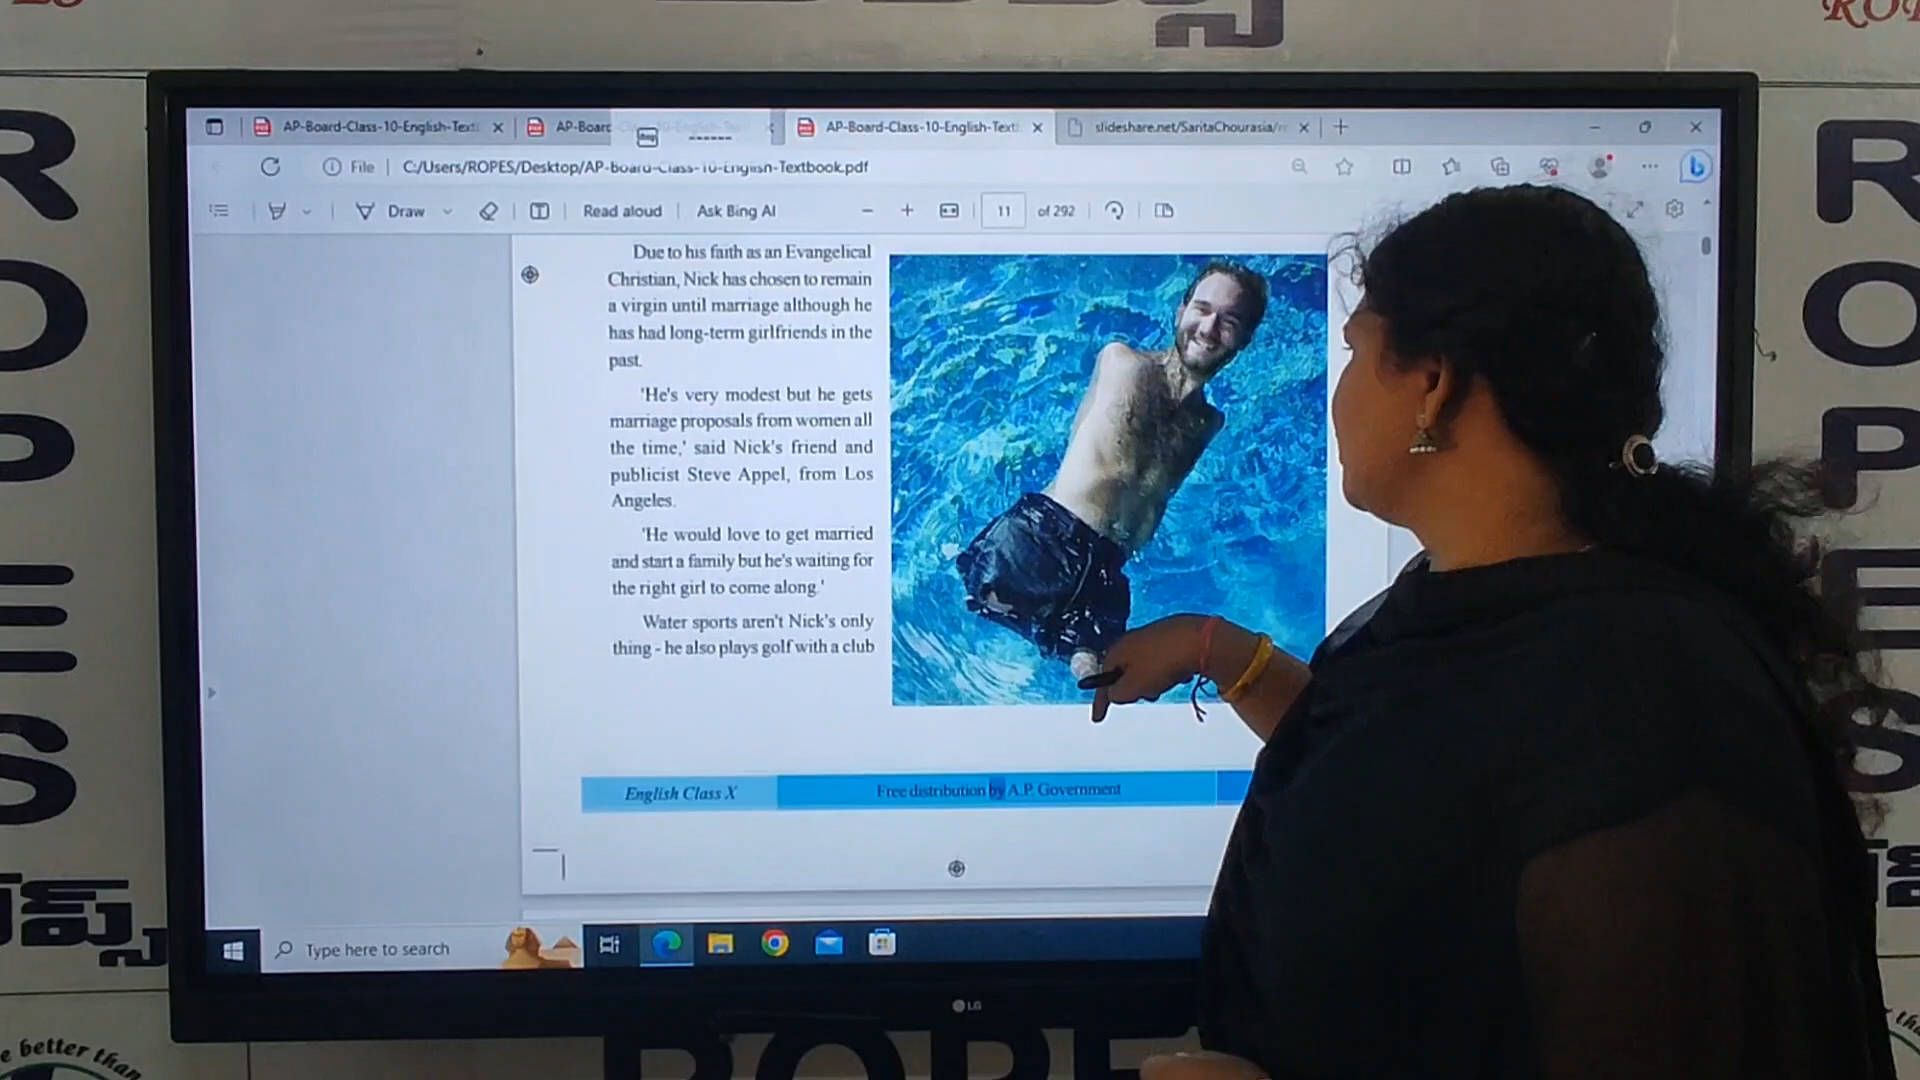 AP-Board-Class-10-English-Text
AP-Board
AP-Board-Class-10-English-Text
slideshare.net/SaritaChourasia/
File
C:/Users/ROPES/Desktop/AP-Board-Class-10-English-Textbook.pdf
Draw
Read aloud
Ask Bing AI
11
of 292
Due to his faith as an Evangelical
Christian, Nick has chosen to remain
a virgin until marriage although he
has had long-term girlfriends in the
past.
'He's very modest but he gets
marriage proposals from women all
the time,' said Nick's friend and
publicist Steve Appel, from Los
Angeles.
'He would love to get married
and start a family but he's waiting for
the right girl to come along.'
Water sports aren't Nick's only
thing - he also plays golf with a club
English Class X
Free distribution by A.P. Government
Type here to search
LG
ROPES
ROPES
e better than